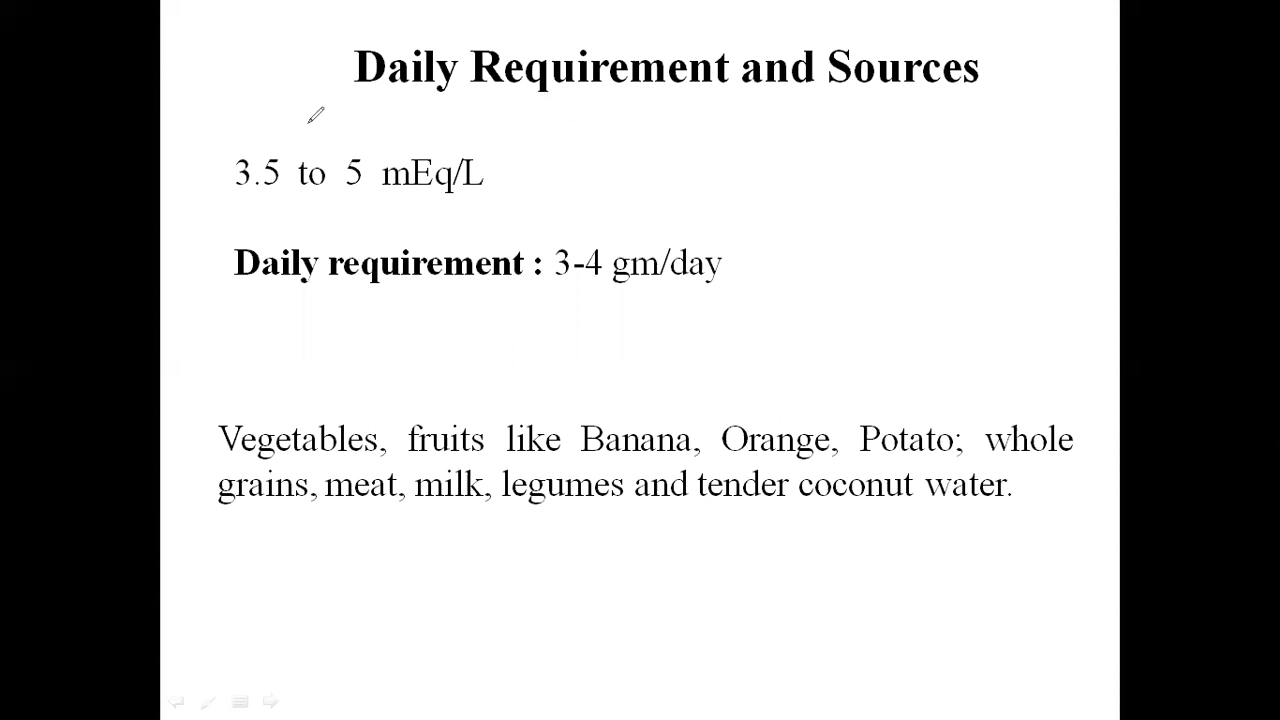 Daily Requirement and Sources
3.5 to 5 mEq/L
Daily requirement : 3-4 gm/day
Vegetables, fruits like Banana, Orange, Potato; whole
grains, meat, milk, legumes and tender coconut water.